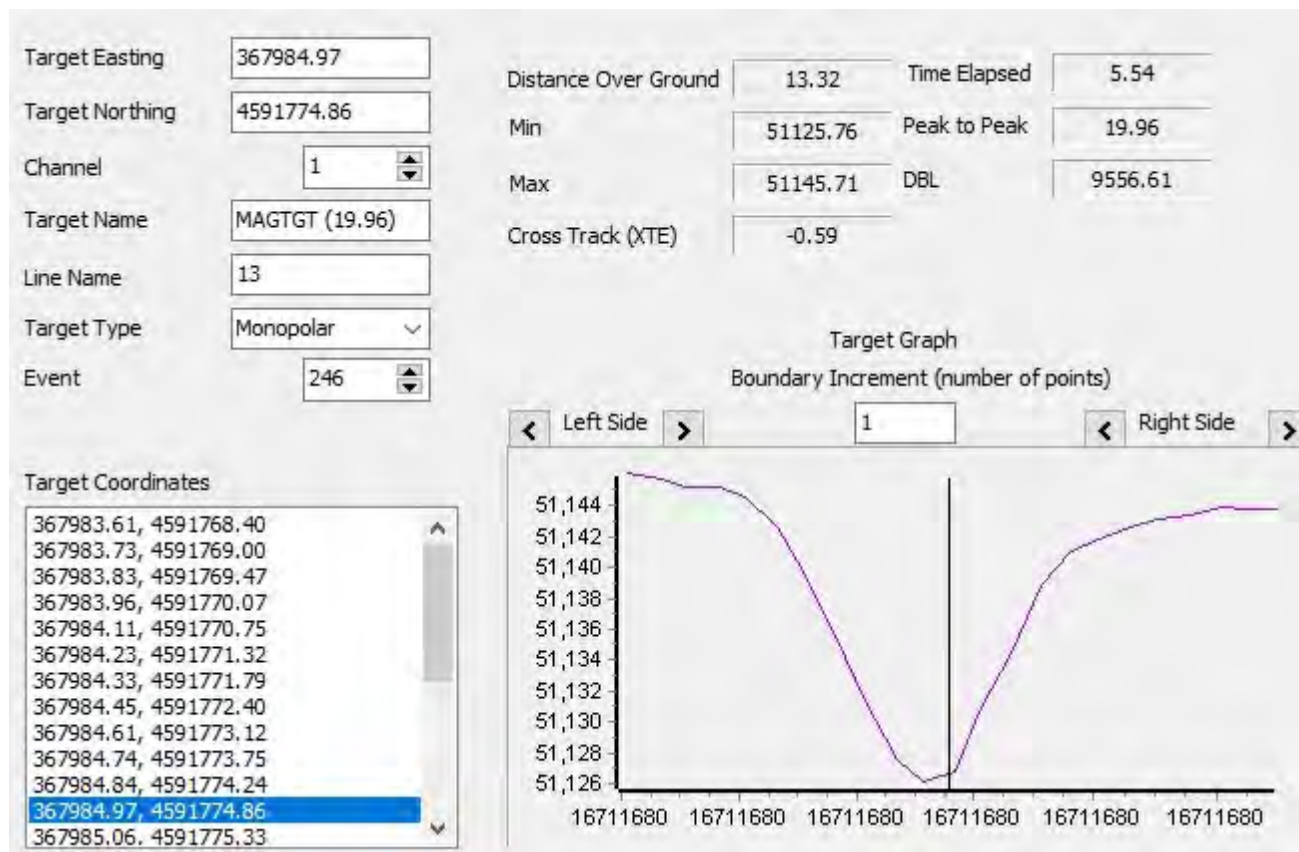 Target Easting 367984.97
Target Northing 4591774.86
Channel 1
Target Name MAGTGT (19.96)
Line Name 13
Target Type Monopolar
Event 246
Distance Over Ground 13.32 Time Elapsed 5.54
Min 51125.76 Peak to Peak 19.96
Max 51145.71 DBL 9556.61
Cross Track (XTE) -0.59
Target Graph
Boundary Increment (number of points)
Left Side 1 Right Side
Target Coordinates
367983.61, 4591768.40
367983.73, 4591769.00
367983.83, 4591769.47
367983.96, 4591770.07
367984.11, 4591770.75
367984.23, 4591771.32
367984.33, 4591771.79
367984.45, 4591772.40
367984.61, 4591773.12
367984.74, 4591773.75
367984.84, 4591774.24
367984.97, 4591774.86
367985.06, 4591775.33
51,144
51,142
51,140
51,138
51,136
51,134
51,132
51,130
51,128
51,126
16711680 16711680 16711680 16711680 16711680 16711680